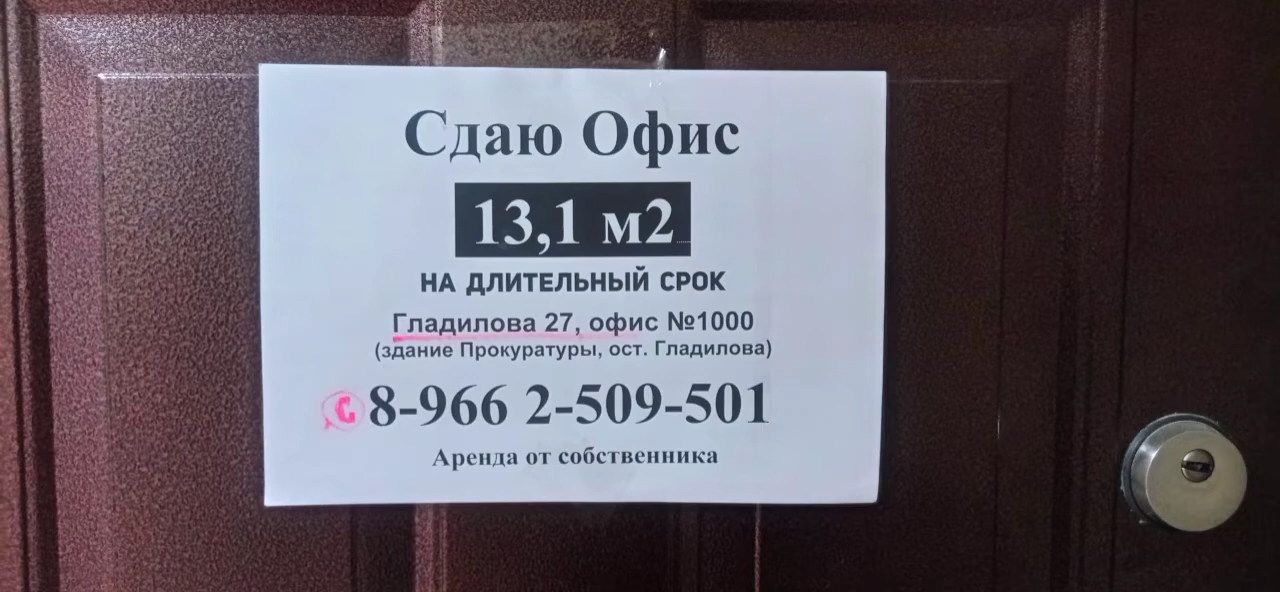 Сдаю Офис
13,1 м2
НА ДЛИТЕЛЬНЫЙ СРОК
Гладилова 27, офис №1000
(здание Прокуратуры, ост. Гладилова)
8-966 2-509-501
Аренда от собственника